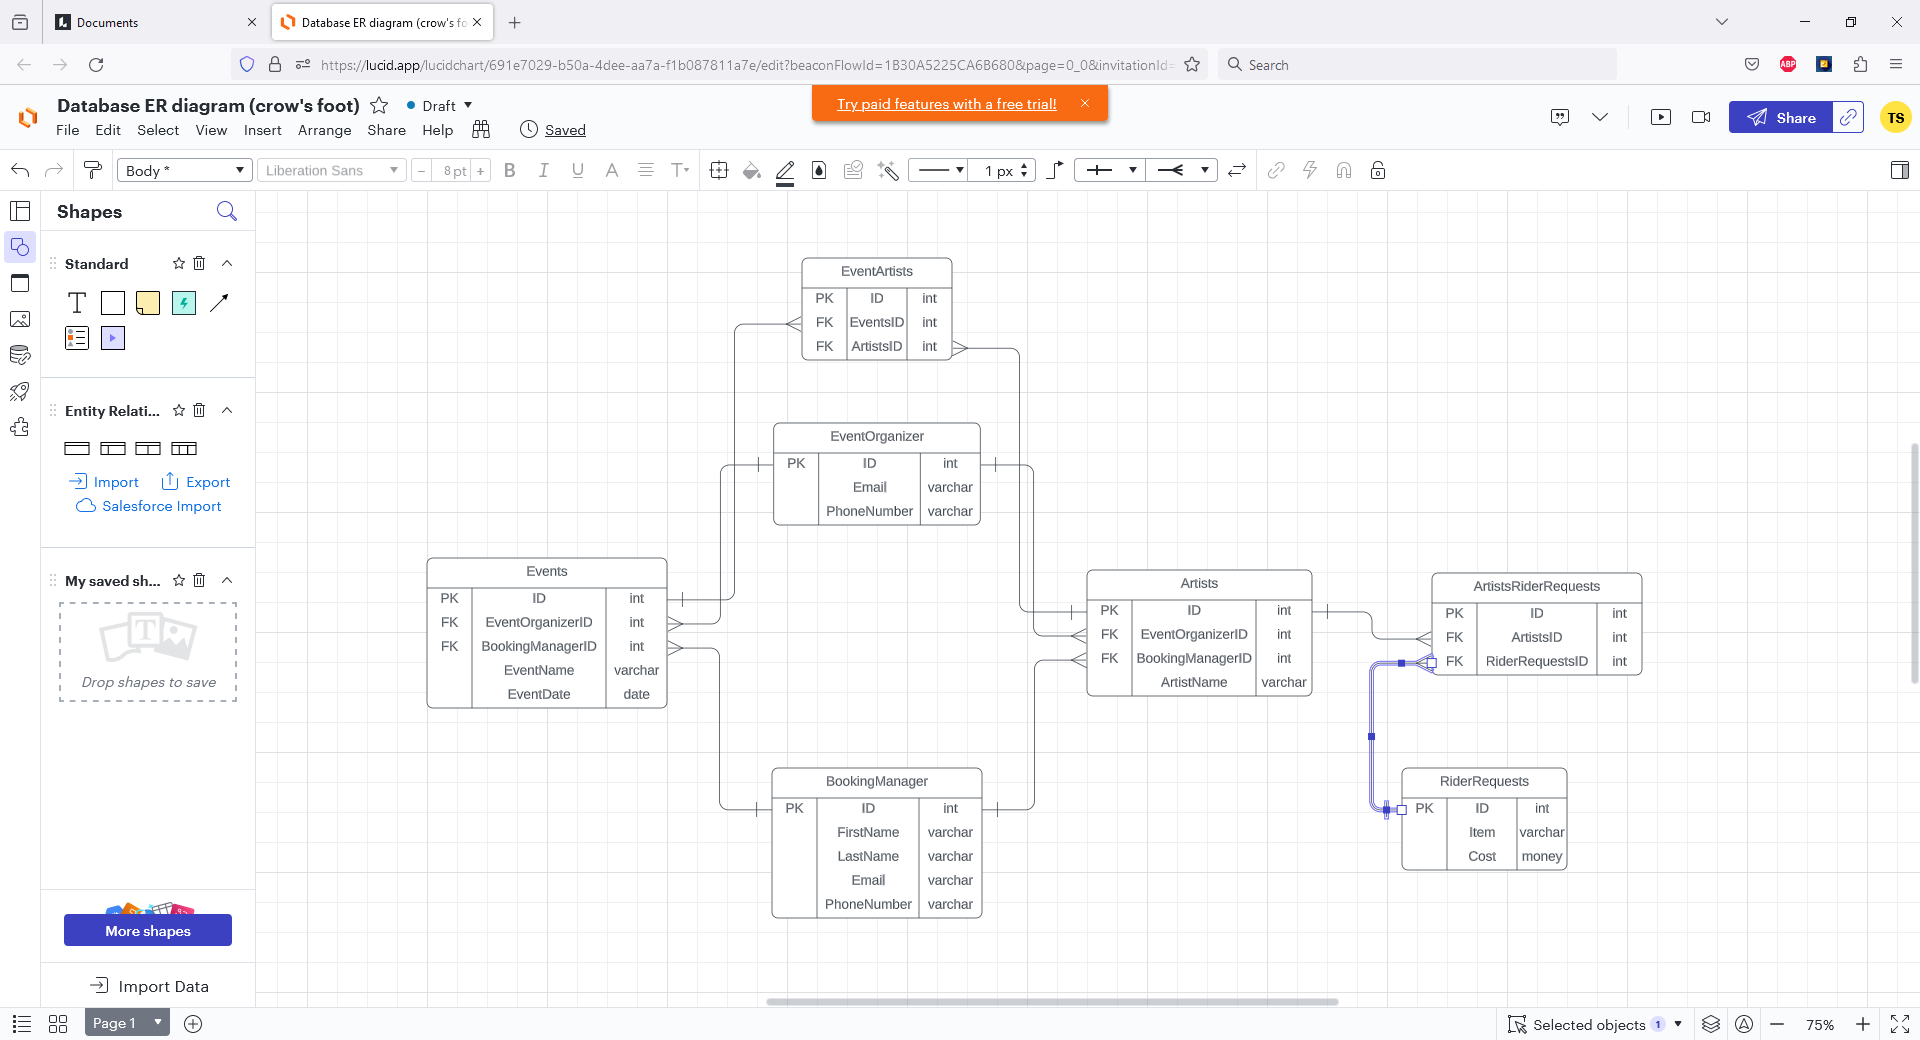 Documents
Database ER diagram (crow's fo
https://lucid.app/lucidchart/691e7029-b50a-4dee-aa7a-f1b087811a7e/edit?beaconFlowId=1B30A5225CA6B680&page=0_0&invitationId=
Search
ABP
Database ER diagram (crow's foot)
Draft
Try paid features with a free trial!
Share
TS
File Edit Select View Insert Arrange Share Help
Saved
Body *
Liberation Sans
- 8 pt +
B I U A T
1 px
Shapes
Standard
T
Entity Relati...
Import
Export
Salesforce Import
My saved sh...
T
Drop shapes to save
More shapes
Import Data
EventArtists
PK ID int
FK EventsID int
FK ArtistsID int
EventOrganizer
PK ID int
Email varchar
PhoneNumber varchar
Events
PK ID int
FK EventOrganizerID int
FK BookingManagerID int
EventName varchar
EventDate date
Artists
PK ID int
FK EventOrganizerID int
FK BookingManagerID int
ArtistName varchar
ArtistsRiderRequests
PK ID int
FK ArtistsID int
FK RiderRequestsID int
BookingManager
PK ID int
FirstName varchar
LastName varchar
Email varchar
PhoneNumber varchar
RiderRequests
PK ID int
Item varchar
Cost money
Page 1
Selected objects 1
75%